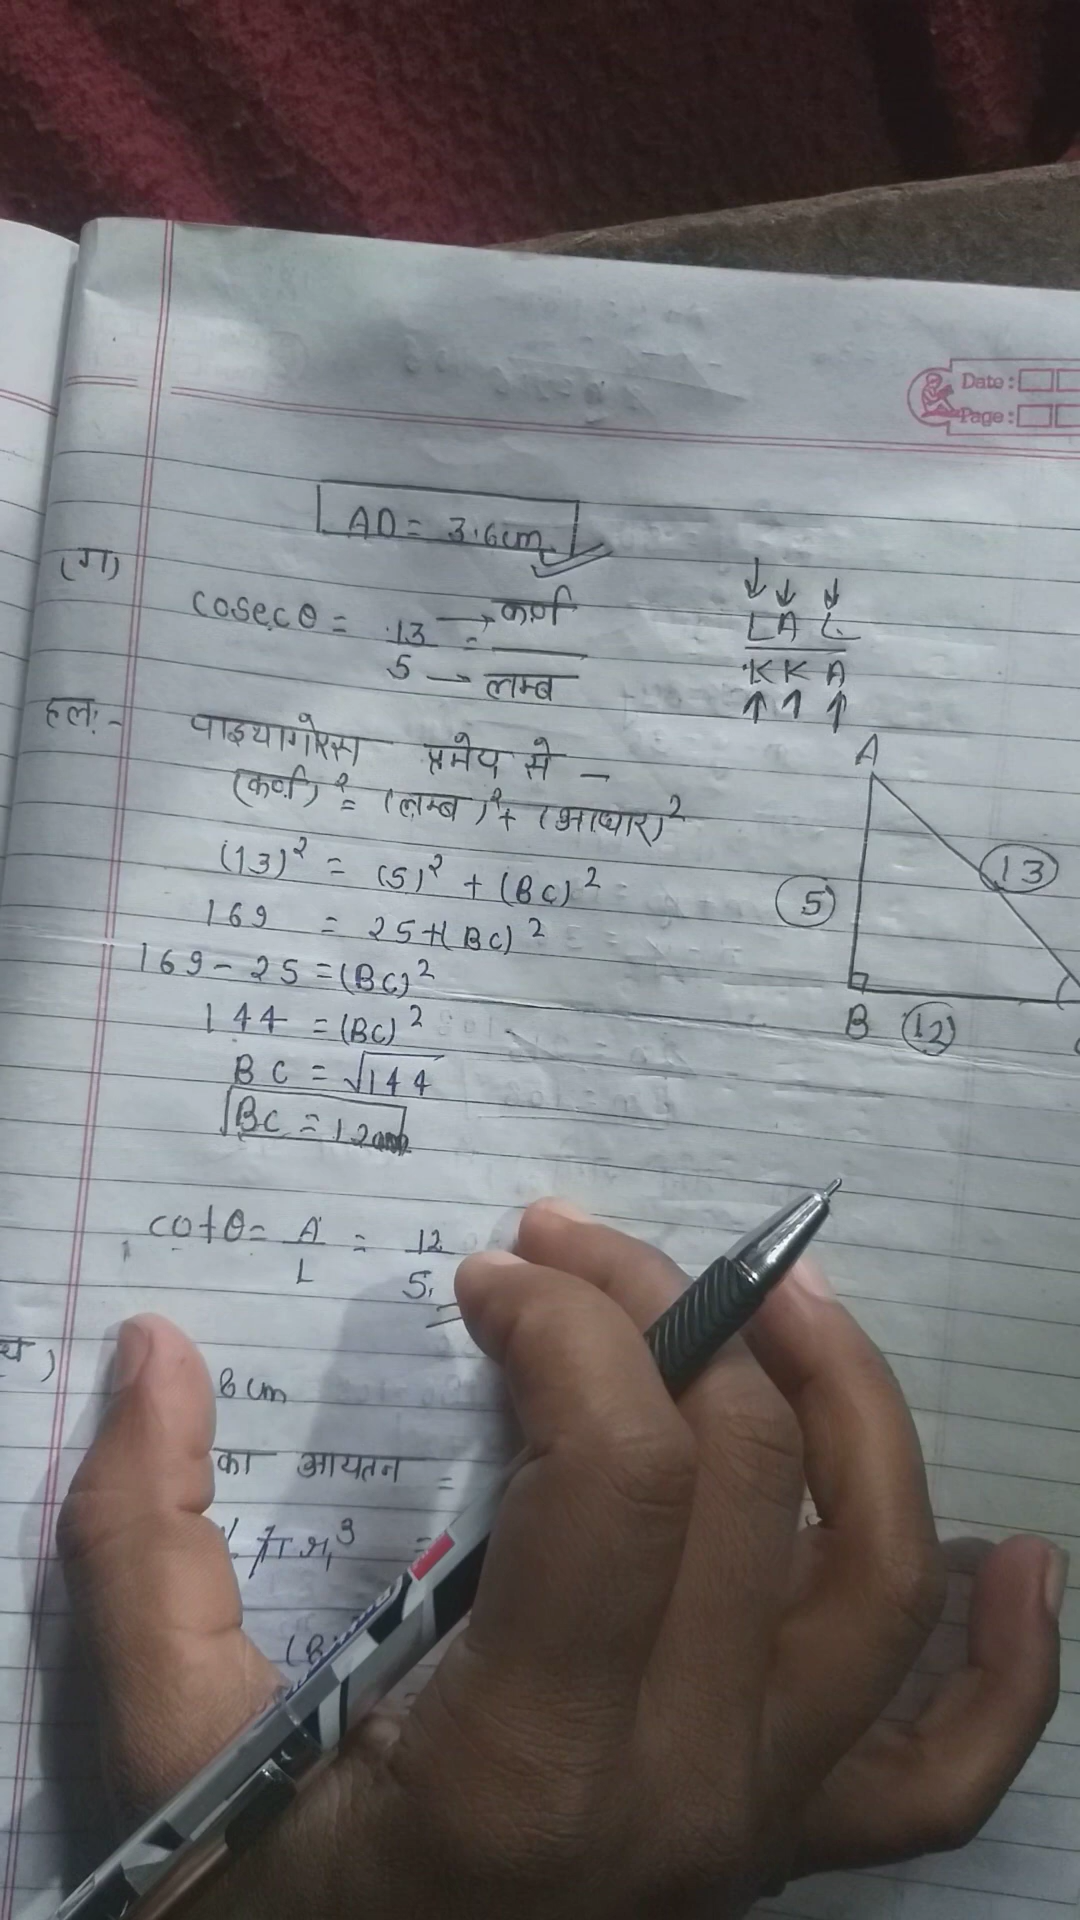 Date:
Page:
AD = 3.6cm
(ग)
cosecθ = 13/5 = → कर्ण / → लम्ब
L A L
K K A
हलः- पाइथागोरस प्रमेय से –
(कर्ण)² = (लम्ब)² + (आधार)²
(13)² = (5)² + (BC)²
169 = 25+(BC)²
169 - 25 = (BC)²
144 = (BC)²
BC = √144
BC = 12
A
5
13
B
12
cotθ = A/L = 12/5
8 cm
का आयतन =
πr³ =
(8